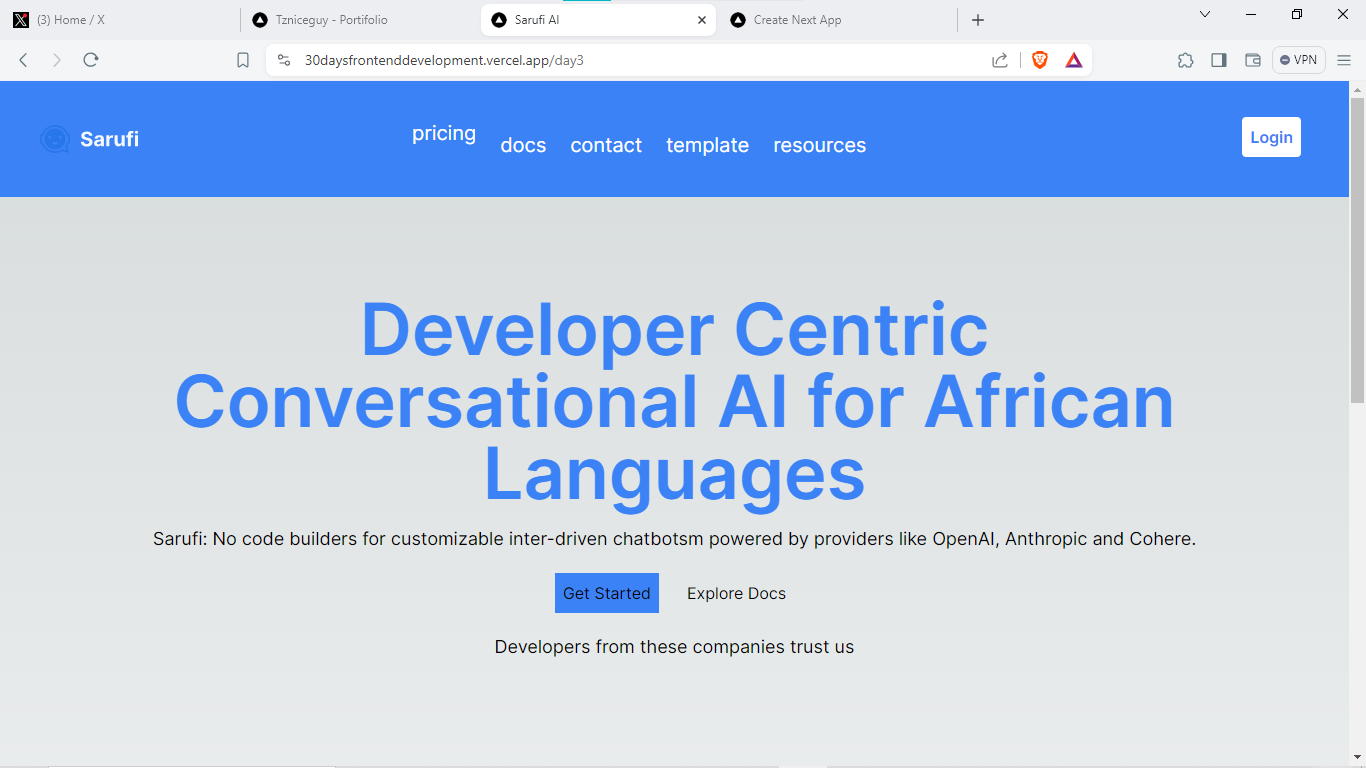 (3) Home / X
Tzniceguy - Portifolio
Sarufi AI
Create Next App
30daysfrontenddevelopment.vercel.app/day3
VPN
Sarufi
pricing
docs
contact
template
resources
Login
Developer Centric
Conversational AI for African
Languages
Sarufi: No code builders for customizable inter-driven chatbotsm powered by providers like OpenAI, Anthropic and Cohere.
Get Started
Explore Docs
Developers from these companies trust us